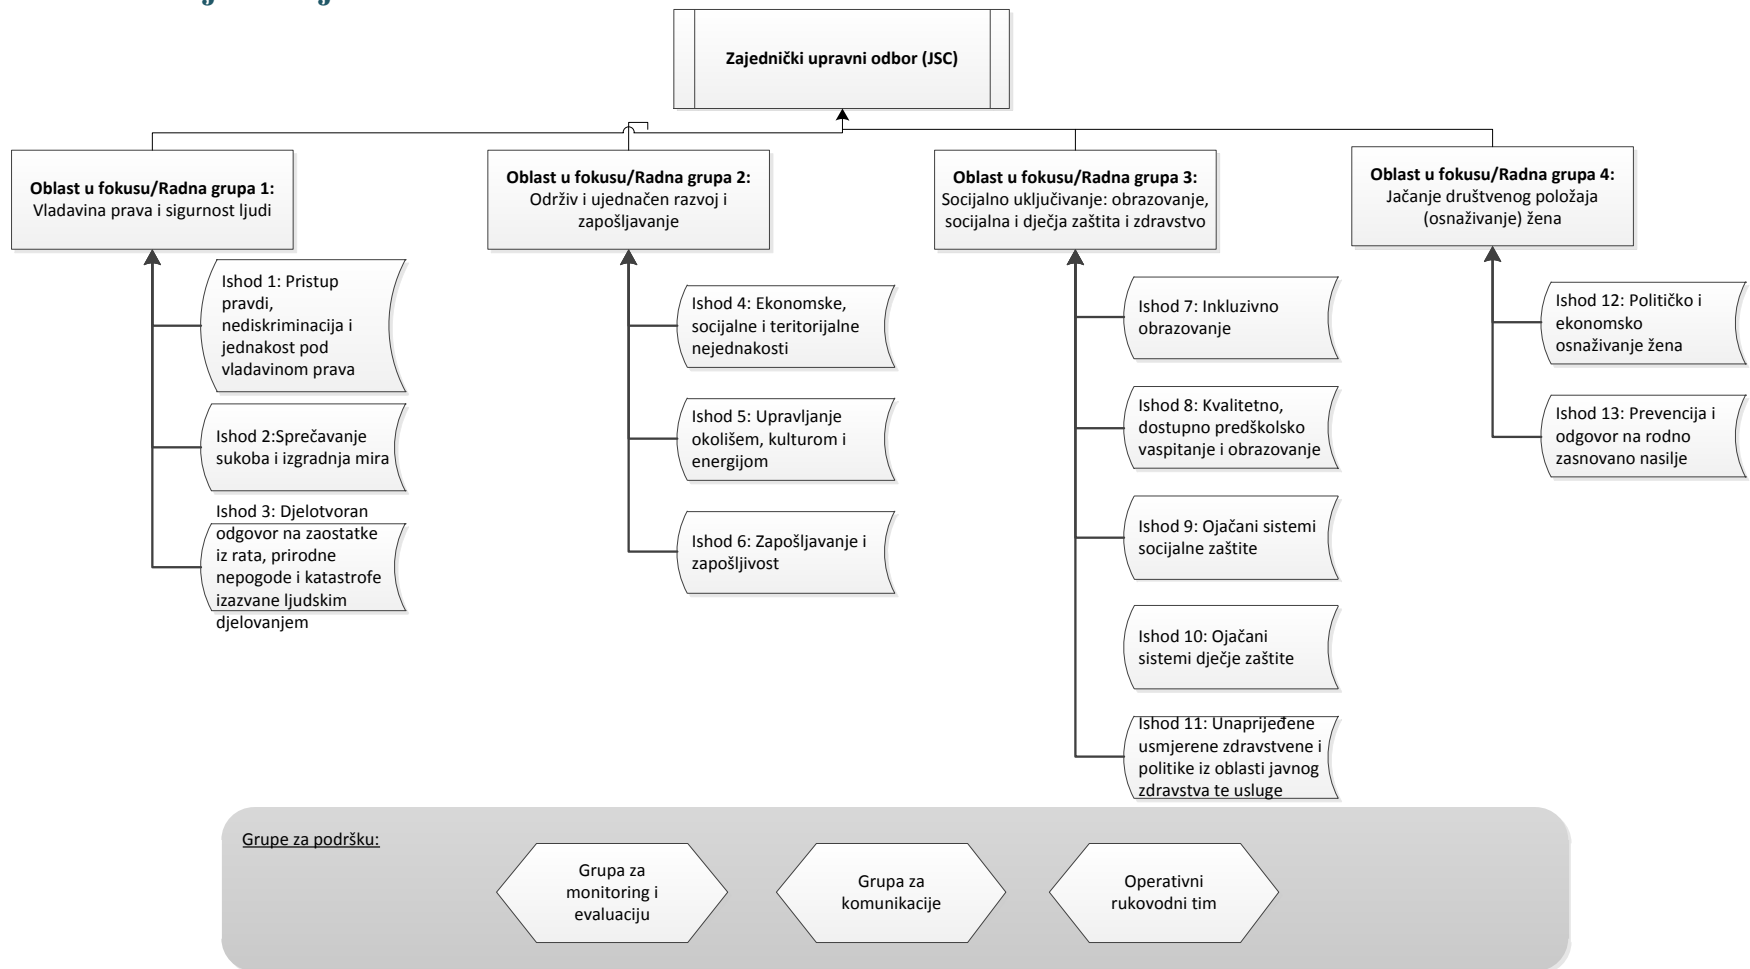 Zajednički upravni odbor (JSC)
Oblast u fokusu/Radna grupa 1:
Vladavina prava i sigurnost ljudi
Oblast u fokusu/Radna grupa 2:
Održiv i ujednačen razvoj i
zapošljavanje
Oblast u fokusu/Radna grupa 3:
Socijalno uključivanje: obrazovanje,
socijalna i dječja zaštita i zdravstvo
Oblast u fokusu/Radna grupa 4:
Jačanje društvenog položaja
(osnaživanje) žena
Ishod 1: Pristup
pravdi,
nediskriminacija i
jednakost pod
vladavinom prava
Ishod 2:Sprečavanje
sukoba i izgradnja mira
Ishod 3: Djelotvoran
odgovor na zaostatke
iz rata, prirodne
nepogode i katastrofe
izazvane ljudskim
djelovanjem
Ishod 4: Ekonomske,
socijalne i teritorijalne
nejednakosti
Ishod 5: Upravljanje
okolišem, kulturom i
energijom
Ishod 6: Zapošljavanje i
zapošljivost
Ishod 7: Inkluzivno
obrazovanje
Ishod 8: Kvalitetno,
dostupno predškolsko
vaspitanje i obrazovanje
Ishod 9: Ojačani sistemi
socijalne zaštite
Ishod 10: Ojačani
sistemi dječje zaštite
Ishod 11: Unaprijeđene
usmjerene zdravstvene i
politike iz oblasti javnog
zdravstva te usluge
Ishod 12: Političko i
ekonomsko
osnaživanje žena
Ishod 13: Prevencija i
odgovor na rodno
zasnovano nasilje
Grupe za podršku:
Grupa za
monitoring i
evaluaciju
Grupa za
komunikacije
Operativni
rukovodni tim